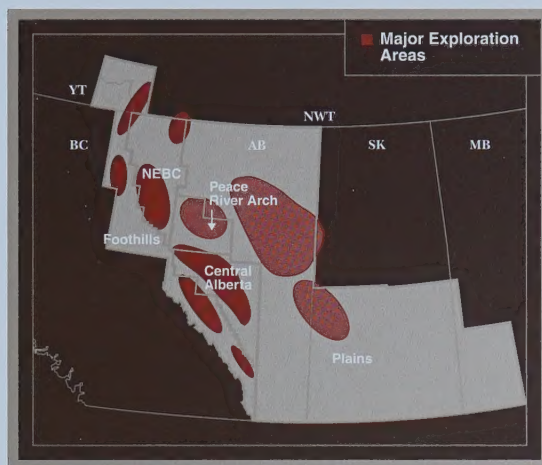 Major Exploration
Areas
YT
NWT
BC
AB
SK
MB
NEBC
Peace
River Arch
Foothills
Central
Alberta
Plains